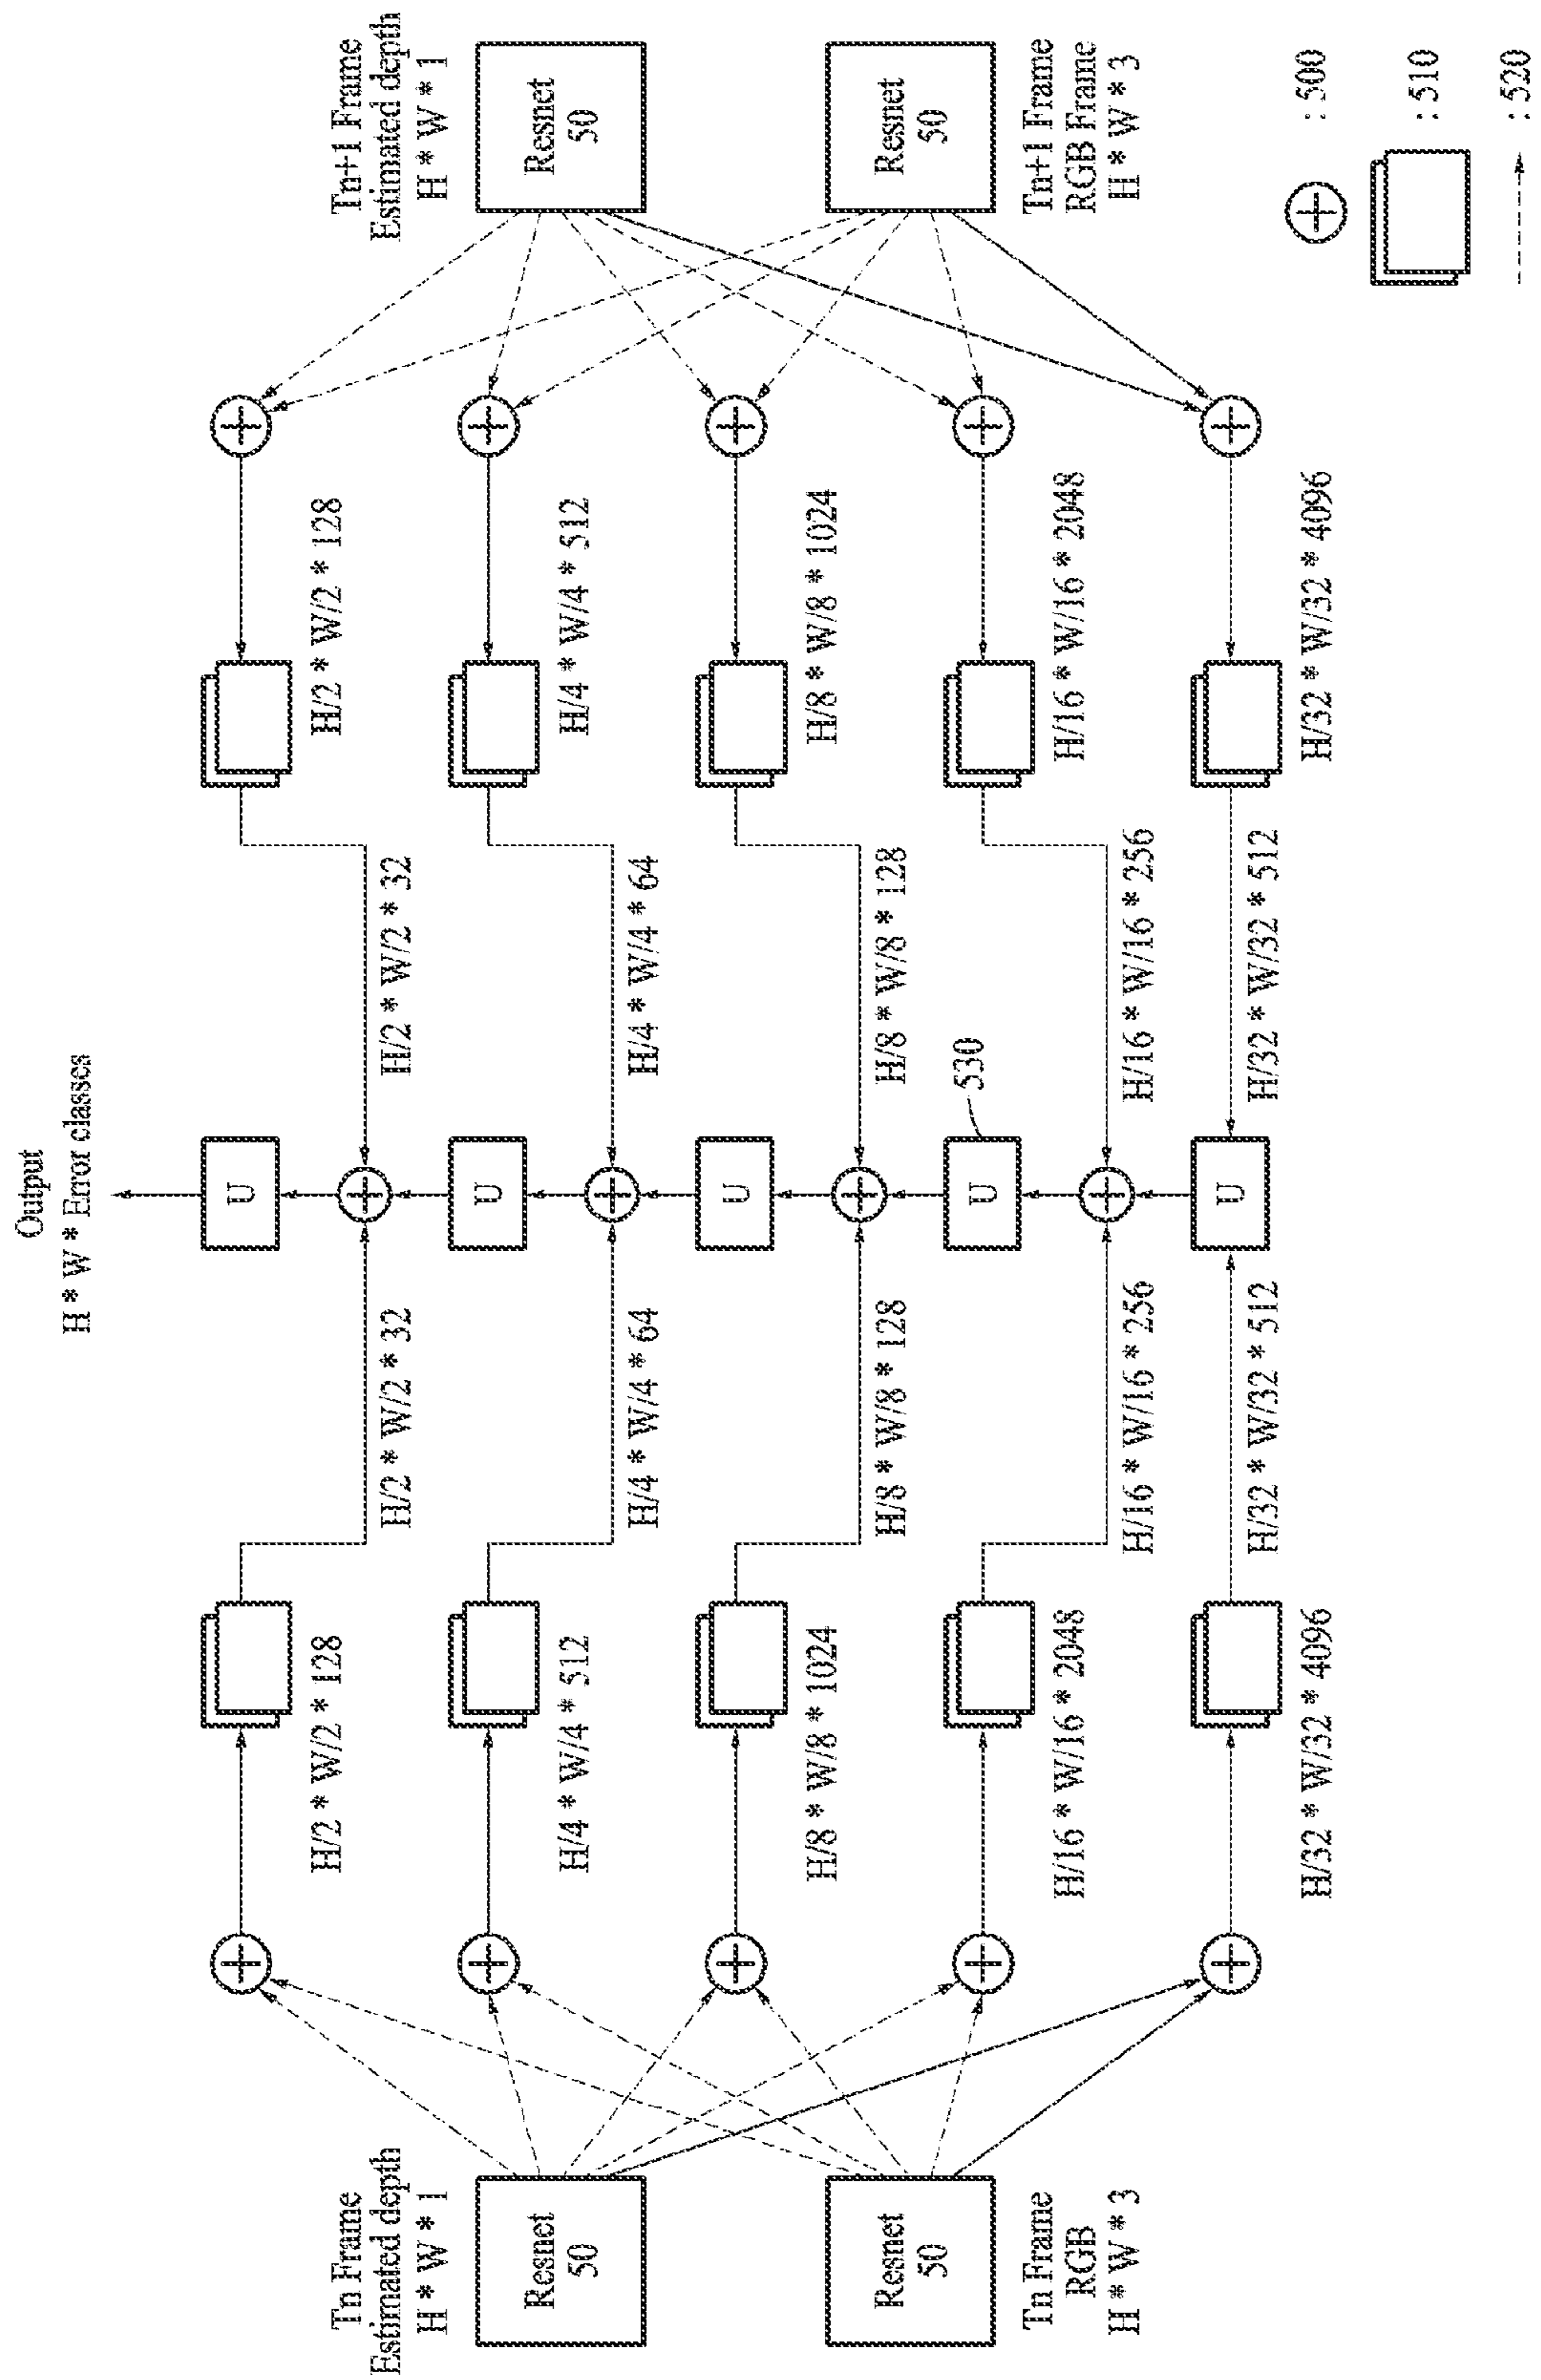 Output
H * W * Error classes
Tn Frame
Estimated depth
H * W * 1
Resnet
50
Resnet
50
Tn Frame
RGB
H * W * 3
H/2 * W/2 * 128
H/4 * W/4 * 512
H/8 * W/8 * 1024
H/16 * W/16 * 2048
H/32 * W/32 * 4096
H/2 * W/2 * 32
H/4 * W/4 * 64
H/8 * W/8 * 128
H/16 * W/16 * 256
H/32 * W/32 * 512
U
U
U
U
530
U
H/2 * W/2 * 32
H/4 * W/4 * 64
H/8 * W/8 * 128
H/16 * W/16 * 256
H/32 * W/32 * 512
H/2 * W/2 * 128
H/4 * W/4 * 512
H/8 * W/8 * 1024
H/16 * W/16 * 2048
H/32 * W/32 * 4096
Tn+1 Frame
Estimated depth
H * W * 1
Resnet
50
Resnet
50
Tn+1 Frame
RGB Frame
H * W * 3
: 500
: 510
: 520